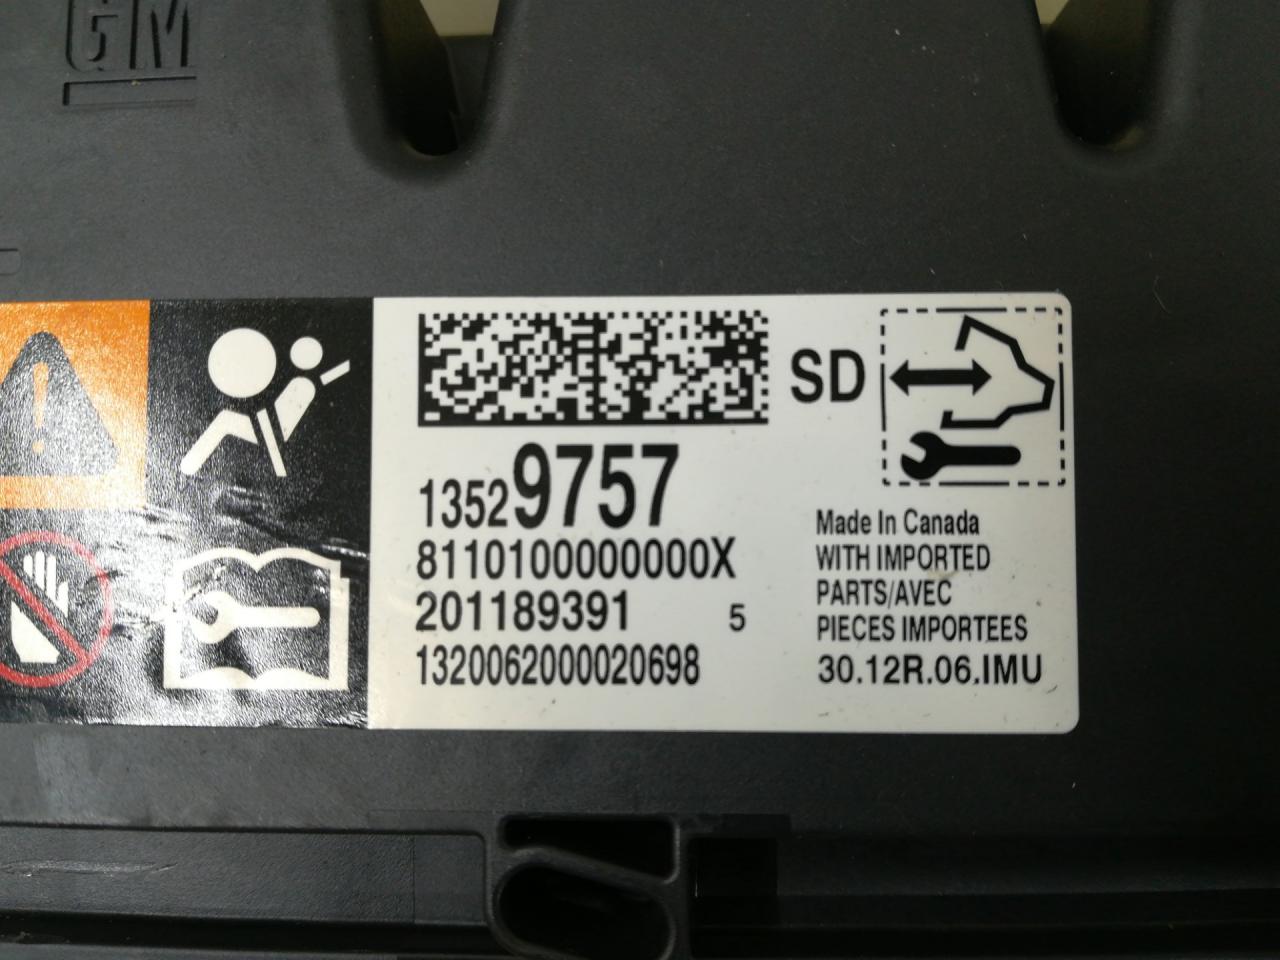 GM
SD
13529757
8110100000000X
201189391 5
1320062000020698
Made In Canada
WITH IMPORTED
PARTS/AVEC
PIECES IMPORTEES
30.12R.06.IMU